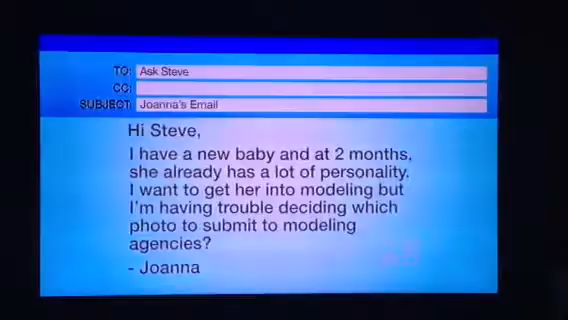 TO: Ask Steve
CC:
SUBJECT: Joanna's Email
Hi Steve,
I have a new baby and at 2 months,
she already has a lot of personality.
I want to get her into modeling but
I'm having trouble deciding which
photo to submit to modeling
agencies?
- Joanna